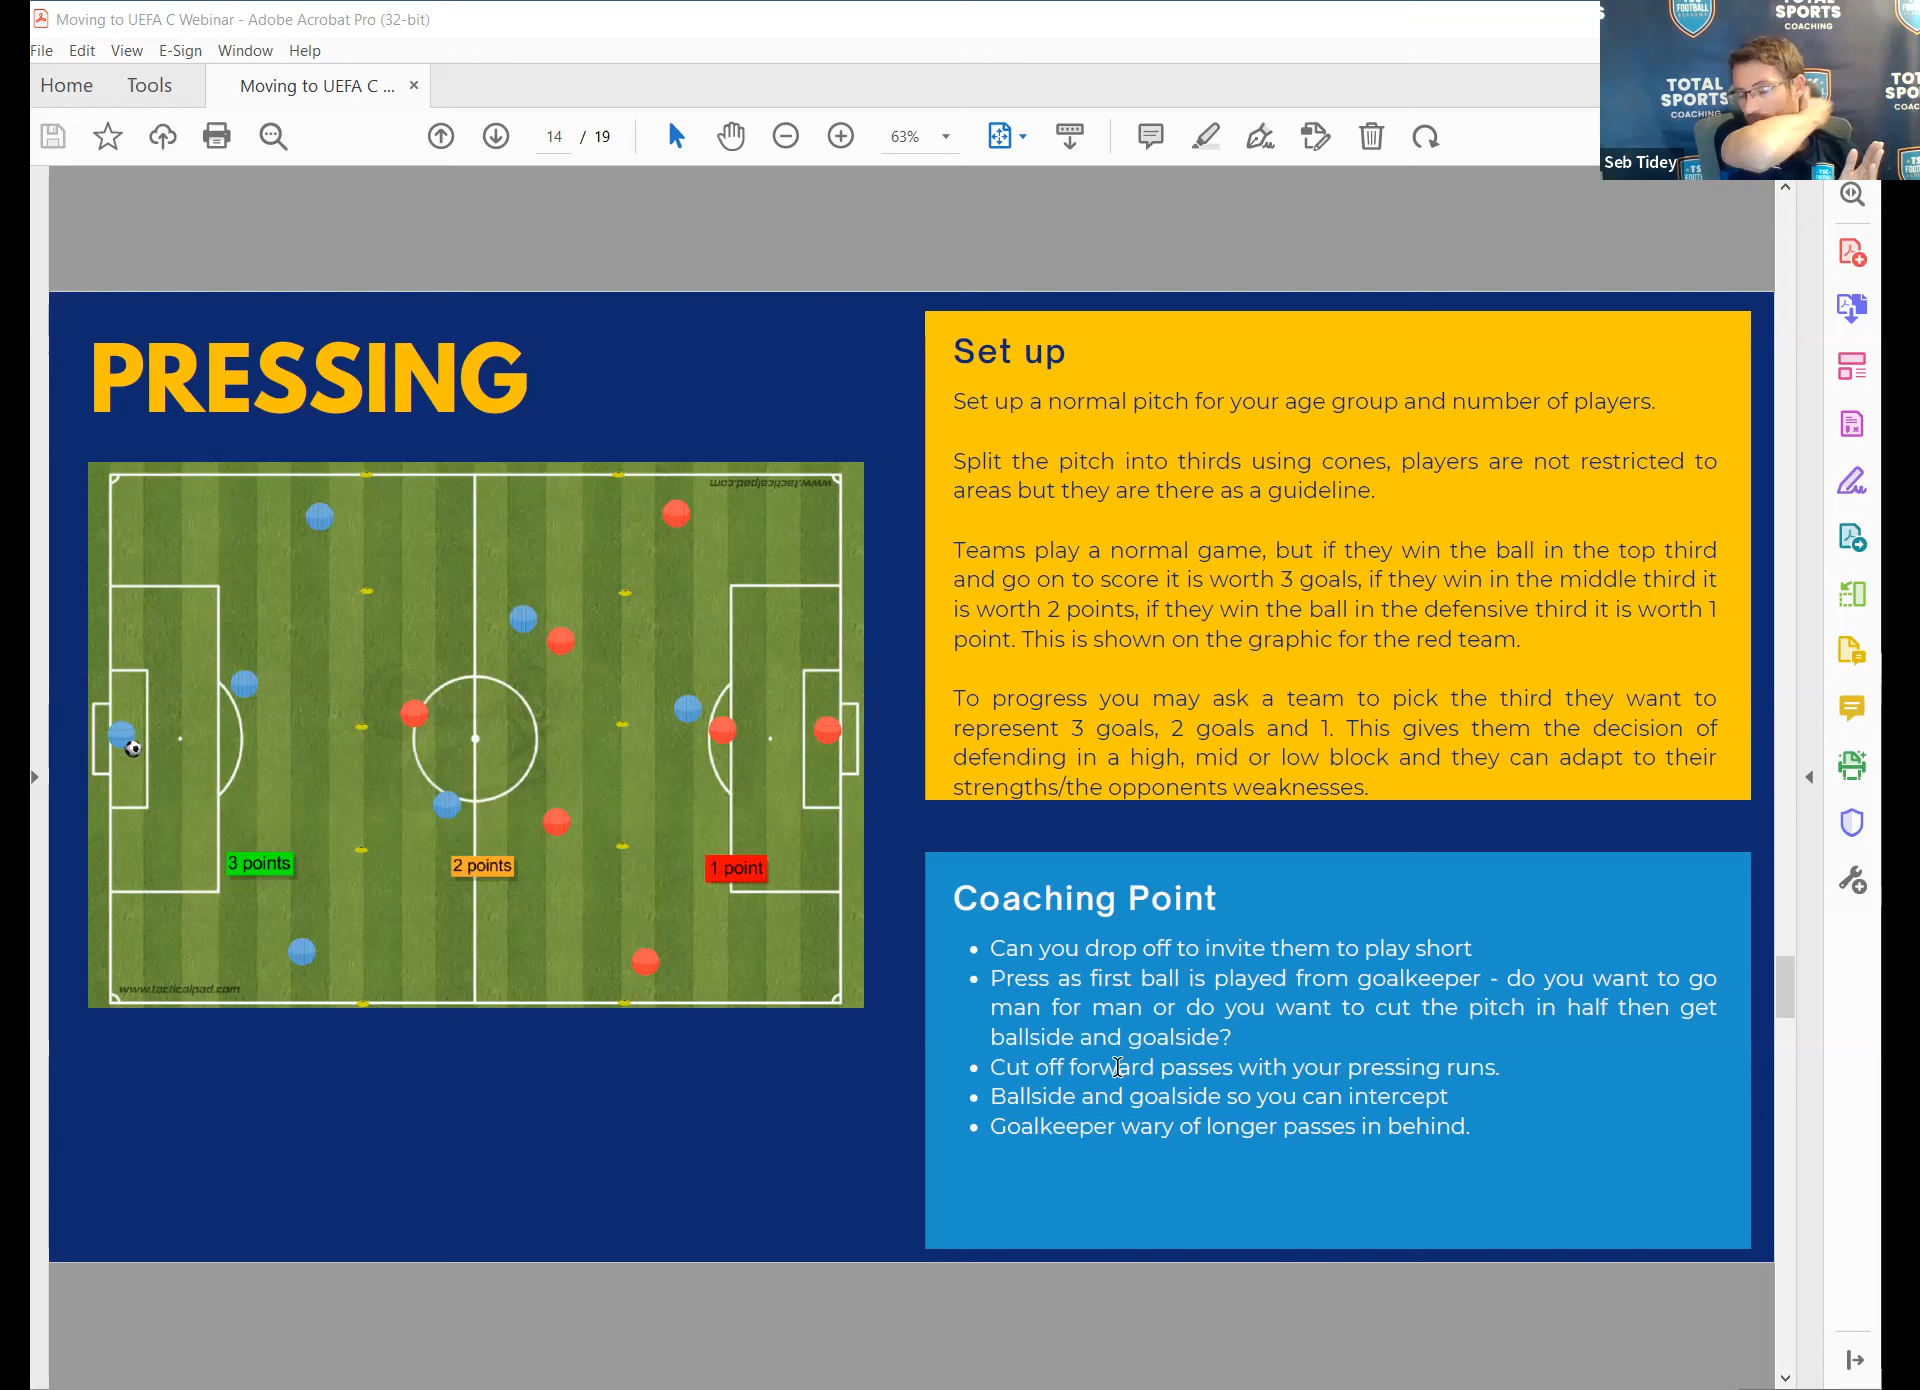 Moving to UEFA C Webinar - Adobe Acrobat Pro (32-bit)
File Edit View E-Sign Window Help
Home Tools Moving to UEFA C ... ×
14 / 19 63%
TOTAL SPORTS COACHING
FOOTBALL
TOTAL SPORTS COACHING
Seb Tidey
PRESSING
www.tacticalpad.com
3 points
2 points
1 point
www.tacticalpad.com
Set up
Set up a normal pitch for your age group and number of players.
Split the pitch into thirds using cones, players are not restricted to
areas but they are there as a guideline.
Teams play a normal game, but if they win the ball in the top third
and go on to score it is worth 3 goals, if they win in the middle third it
is worth 2 points, if they win the ball in the defensive third it is worth 1
point. This is shown on the graphic for the red team.
To progress you may ask a team to pick the third they want to
represent 3 goals, 2 goals and 1. This gives them the decision of
defending in a high, mid or low block and they can adapt to their
strengths/the opponents weaknesses.
Coaching Point
• Can you drop off to invite them to play short
• Press as first ball is played from goalkeeper - do you want to go
man for man or do you want to cut the pitch in half then get
ballside and goalside?
• Cut off forward passes with your pressing runs.
• Ballside and goalside so you can intercept
• Goalkeeper wary of longer passes in behind.